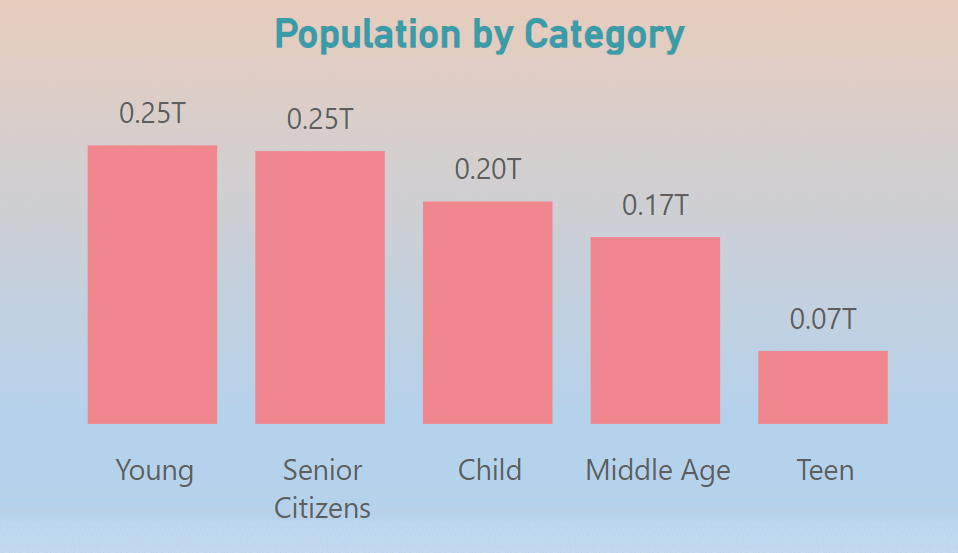 Population by Category
0.25T
0.25T
0.20T
0.17T
0.07T
Young
Senior
Citizens
Child
Middle Age
Teen